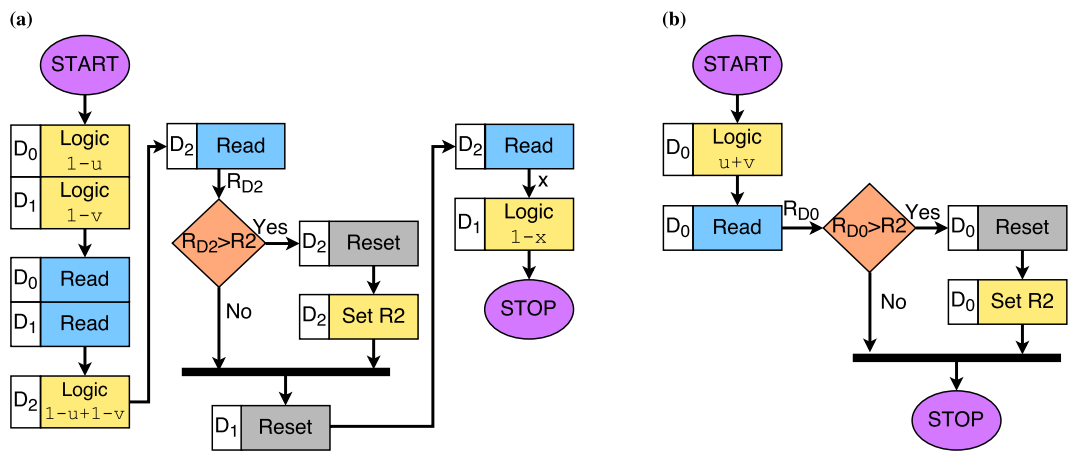 (a)
START
D0 Logic
1-u
D1 Logic
1-v
D0 Read
D1 Read
D2 Logic
1-u+1-v
D2 Read
RD2
RD2>R2
Yes
No
D2 Reset
D2 Set R2
D1 Reset
D2 Read
x
D1 Logic
1-x
STOP
(b)
START
D0 Logic
u+v
D0 Read
RD0
RD0>R2
Yes
No
D0 Reset
D0 Set R2
STOP